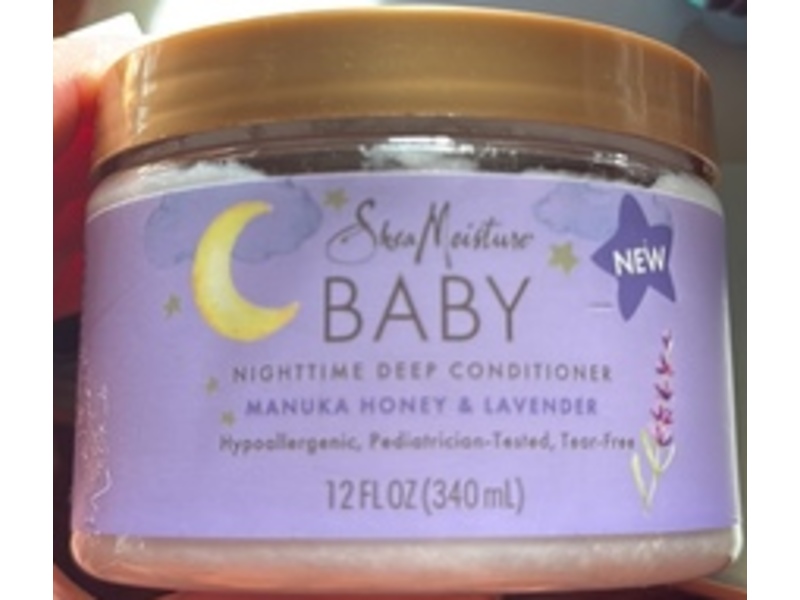 SheaMoisture
BABY
NEW
NIGHTTIME DEEP CONDITIONER
MANUKA HONEY & LAVENDER
Hypoallergenic, Pediatrician-Tested, Tear-Free
12 FL OZ (340 mL)